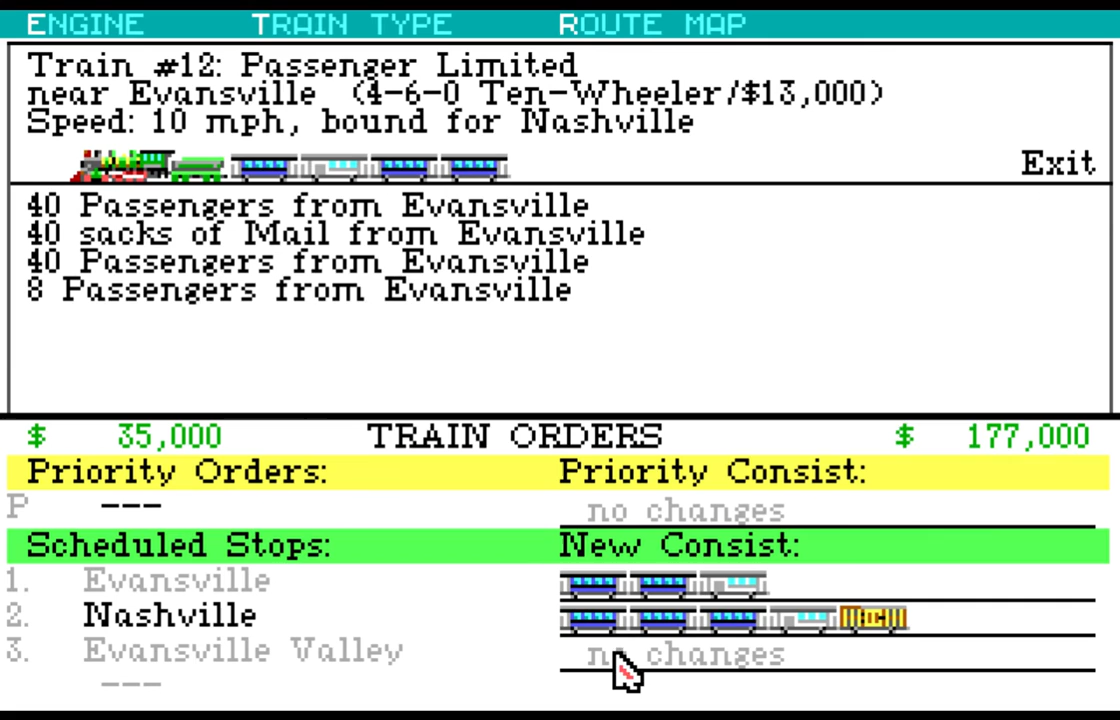 ENGINE TRAIN TYPE ROUTE MAP
Train #12: Passenger Limited
near Evansville (4-6-0 Ten-Wheeler/$13,000)
Speed: 10 mph, bound for Nashville
Exit
40 Passengers from Evansville
40 sacks of Mail from Evansville
40 Passengers from Evansville
8 Passengers from Evansville
$ 35,000 TRAIN ORDERS $ 177,000
Priority Orders: Priority Consist:
P --- no changes
Scheduled Stops: New Consist:
1. Evansville
2. Nashville
3. Evansville Valley no changes
---